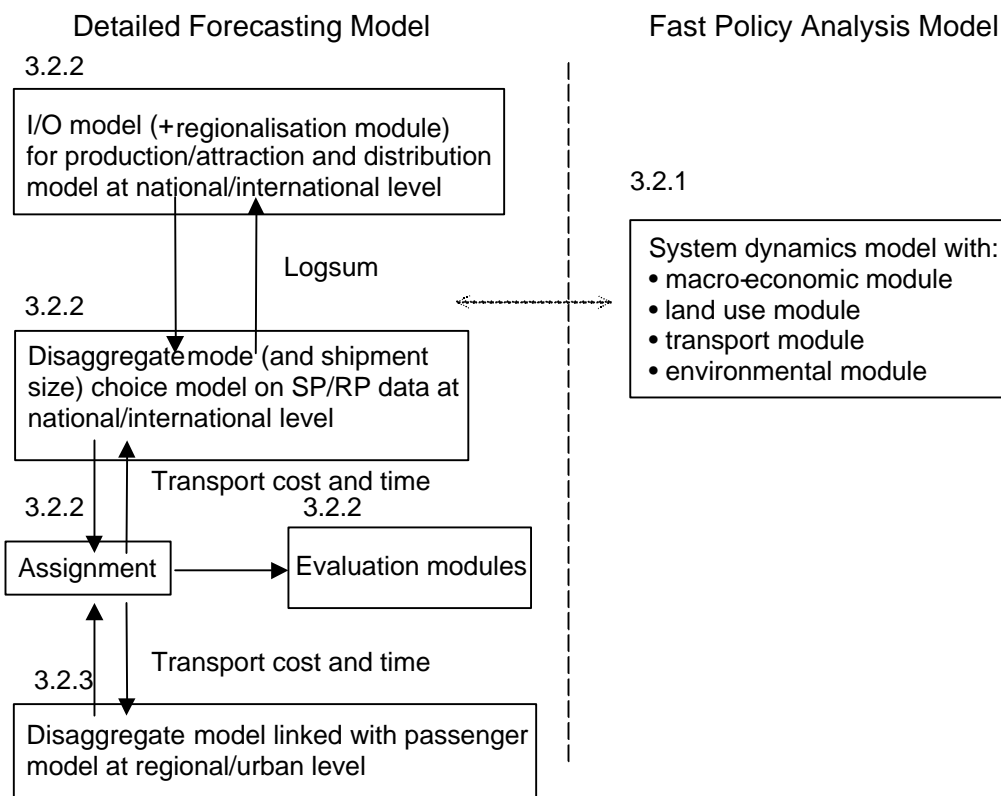 Detailed Forecasting Model
3.2.2
I/O model (+regionalisation module)
for production/attraction and distribution
model at national/international level
Logsum
3.2.2
Disaggregate mode (and shipment
size) choice model on SP/RP data at
national/international level
Transport cost and time
3.2.2
3.2.2
Assignment
Evaluation modules
Transport cost and time
3.2.3
Disaggregate model linked with passenger
model at regional/urban level
Fast Policy Analysis Model
3.2.1
System dynamics model with:
• macro-economic module
• land use module
• transport module
• environmental module